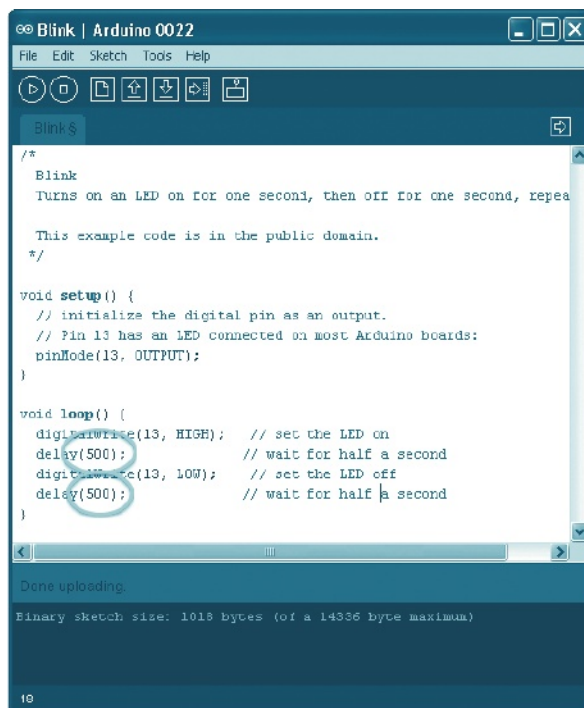 Blink | Arduino 0022
File Edit Sketch Tools Help
Blink §
/*
Blink
Turns on an LED on for one second, then off for one second, repea
This example code is in the public domain.
*/
void setup() {
// initialize the digital pin as an output.
// Pin 13 has an LED connected on most Arduino boards:
pinMode(13, OUTPUT);
}
void loop() {
digitalWrite(13, HIGH); // set the LED on
delay(500); // wait for half a second
digitalWrite(13, LOW); // set the LED off
delay(500); // wait for half a second
}
Done uploading.
Binary sketch size: 1018 bytes (of a 14336 byte maximum)
19